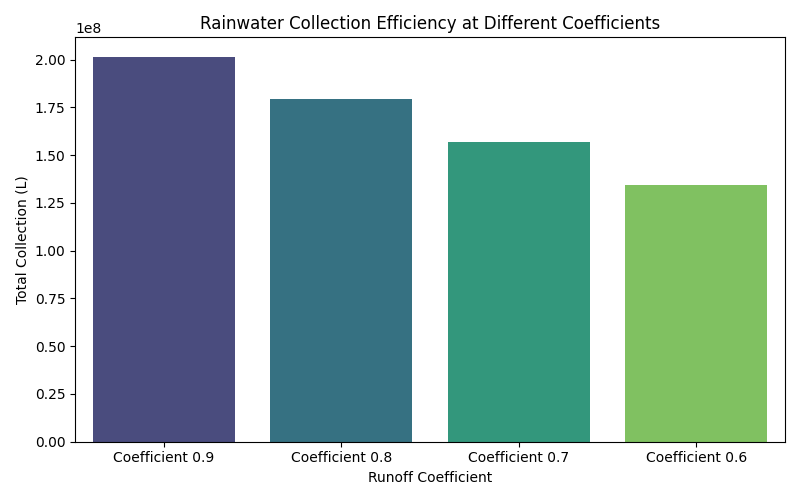 Rainwater Collection Efficiency at Different Coefficients
1e8
2.00
1.75
1.50
1.25
1.00
0.75
0.50
0.25
0.00
Total Collection (L)
Coefficient 0.9
Coefficient 0.8
Coefficient 0.7
Coefficient 0.6
Runoff Coefficient